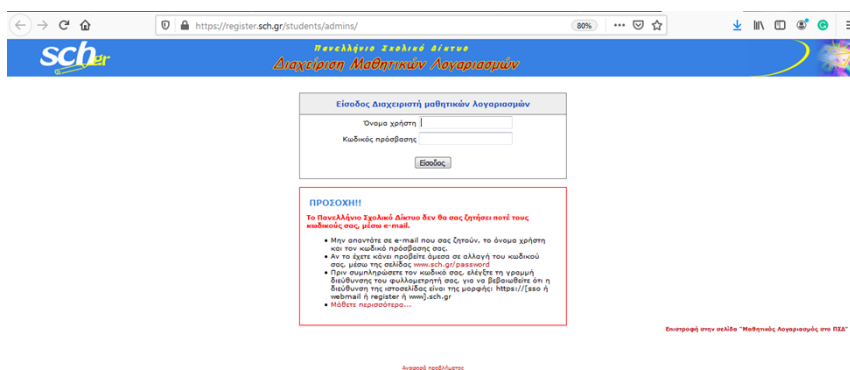 https://register.sch.gr/students/admins/
80%
sch.gr
Πανελλήνιο Σχολικό Δίκτυο
Διαχείριση Μαθητικών Λογαριασμών
Είσοδος Διαχειριστή μαθητικών λογαριασμών
Όνομα χρήστη
Κωδικός πρόσβασης
Είσοδος
ΠΡΟΣΟΧΗ!!
Το Πανελλήνιο Σχολικό Δίκτυο δεν θα σας ζητήσει ποτέ τους
κωδικούς σας, μέσω e-mail.
• Μην απαντάτε σε e-mail που σας ζητούν, το όνομα χρήστη
και τον κωδικό πρόσβασης σας.
• Αν το έχετε κάνει προβείτε άμεσα σε αλλαγή του κωδικού
σας, μέσω της σελίδας www.sch.gr/password
• Πριν συμπληρώσετε τον κωδικό σας, ελέγξτε τη γραμμή
διεύθυνσης του φυλλομετρητή σας, για να βεβαιωθείτε ότι η
διεύθυνση της ιστοσελίδας είναι της μορφής: https://[sso ή
webmail ή register ή www].sch.gr
• Μάθετε περισσότερα...
Επιστροφή στην σελίδα "Μαθητικός Λογαριασμός στο ΠΣΔ"
Αναφορά προβλήματος